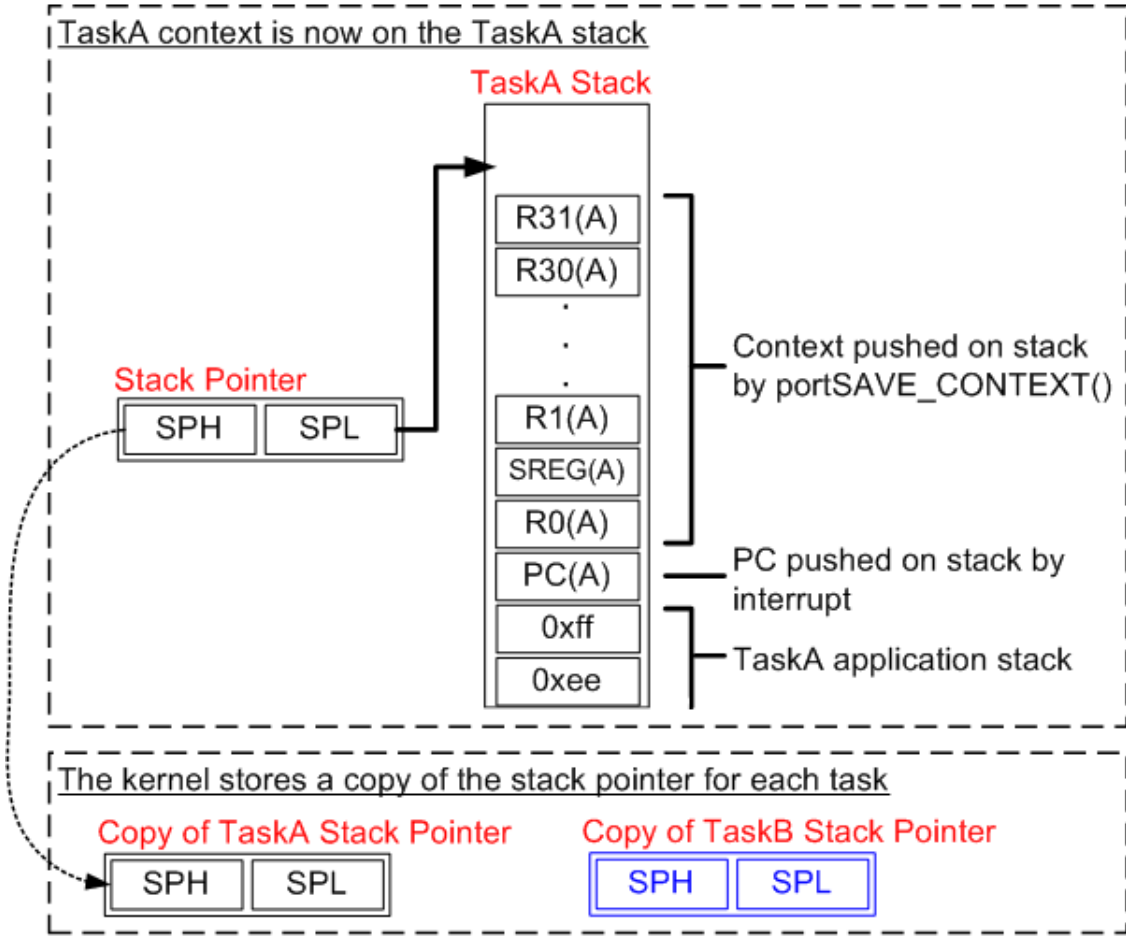 TaskA context is now on the TaskA stack
TaskA Stack
R31(A)
R30(A)
.
.
.
Context pushed on stack
by portSAVE_CONTEXT()
Stack Pointer
SPH
SPL
R1(A)
SREG(A)
R0(A)
PC(A)
PC pushed on stack by
interrupt
0xff
TaskA application stack
0xee
The kernel stores a copy of the stack pointer for each task
Copy of TaskA Stack Pointer
SPH
SPL
Copy of TaskB Stack Pointer
SPH
SPL